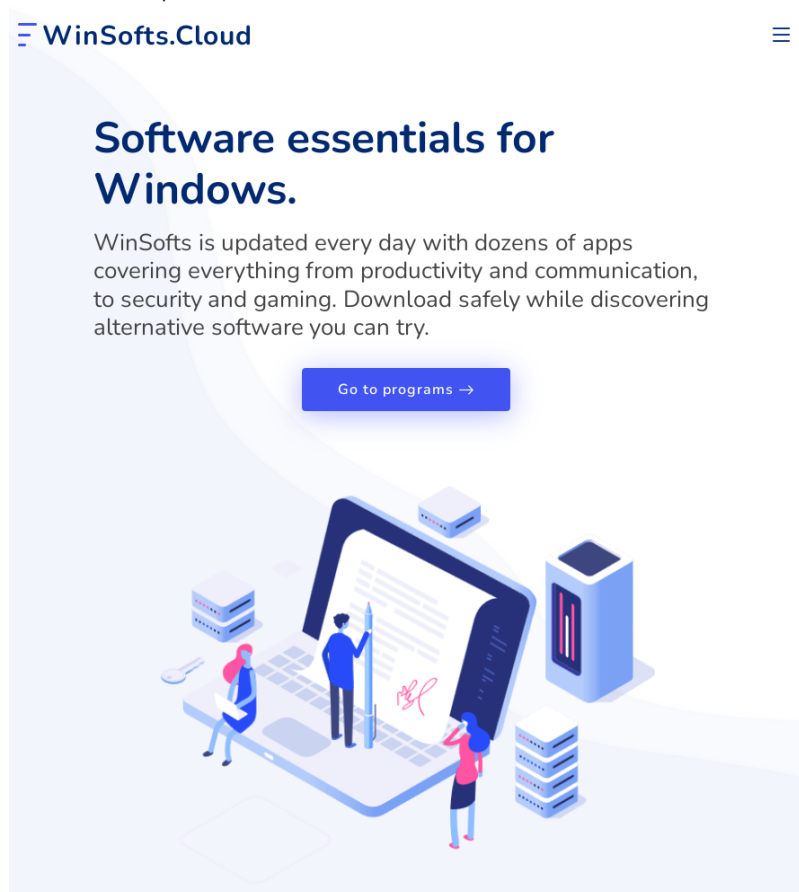 WinSofts.Cloud
Software essentials for
Windows.
WinSofts is updated every day with dozens of apps
covering everything from productivity and communication,
to security and gaming. Download safely while discovering
alternative software you can try.
Go to programs →